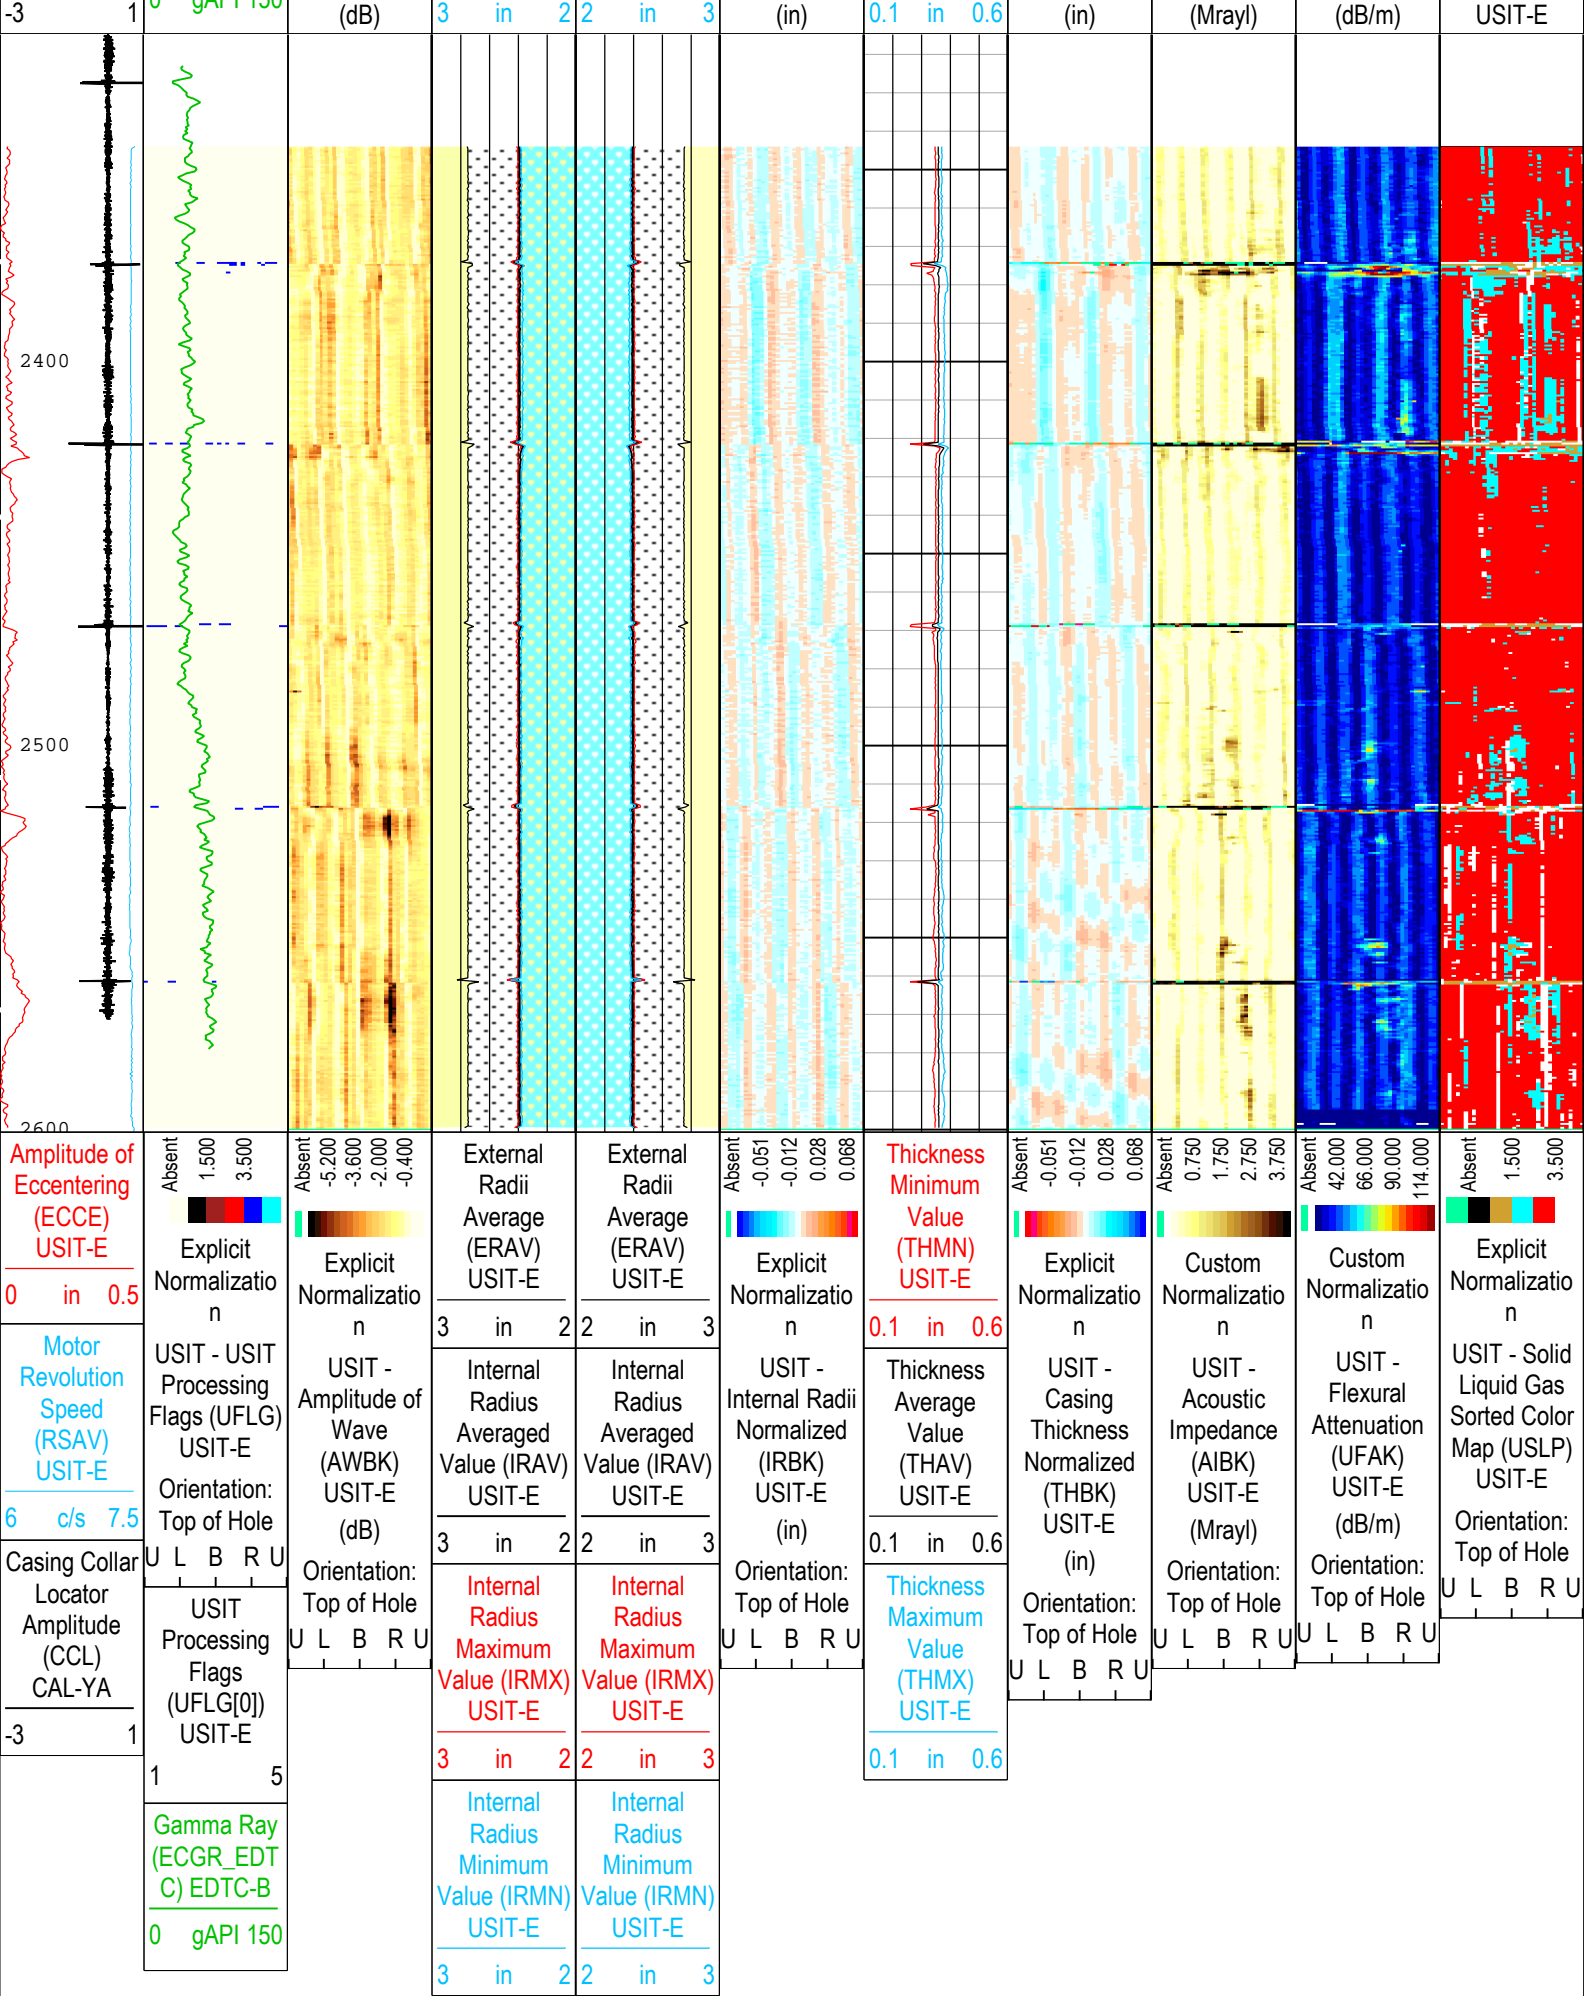 -3 1
0 gAPI 150
(dB)
3 in 2
2 in 3
(in)
0.1 in 0.6
(in)
(Mrayl)
(dB/m)
USIT-E
2400
2500
2600
Amplitude of
Eccentering
(ECCE)
USIT-E
0 in 0.5
Motor
Revolution
Speed
(RSAV)
USIT-E
6 c/s 7.5
Casing Collar
Locator
Amplitude
(CCL)
CAL-YA
-3 1
Absent
1.500
3.500
Explicit
Normalizatio
n
USIT - USIT
Processing
Flags (UFLG)
USIT-E
Orientation:
Top of Hole
U L B R U
USIT
Processing
Flags
(UFLG[0])
USIT-E
1 5
Gamma Ray
(ECGR_EDT
C) EDTC-B
0 gAPI 150
Absent
-5.200
-3.600
-2.000
-0.400
Explicit
Normalizatio
n
USIT -
Amplitude of
Wave
(AWBK)
USIT-E
(dB)
Orientation:
Top of Hole
U L B R U
External
Radii
Average
(ERAV)
USIT-E
3 in 2
Internal
Radius
Averaged
Value (IRAV)
USIT-E
3 in 2
Internal
Radius
Maximum
Value (IRMX)
USIT-E
3 in 2
Internal
Radius
Minimum
Value (IRMN)
USIT-E
3 in 2
External
Radii
Average
(ERAV)
USIT-E
2 in 3
Internal
Radius
Averaged
Value (IRAV)
USIT-E
2 in 3
Internal
Radius
Maximum
Value (IRMX)
USIT-E
2 in 3
Internal
Radius
Minimum
Value (IRMN)
USIT-E
2 in 3
Absent
-0.051
-0.012
0.028
0.068
Explicit
Normalizatio
n
USIT -
Internal Radii
Normalized
(IRBK)
USIT-E
(in)
Orientation:
Top of Hole
U L B R U
Thickness
Minimum
Value
(THMN)
USIT-E
0.1 in 0.6
Thickness
Average
Value
(THAV)
USIT-E
0.1 in 0.6
Thickness
Maximum
Value
(THMX)
USIT-E
0.1 in 0.6
Absent
-0.051
-0.012
0.028
0.068
Explicit
Normalizatio
n
USIT -
Casing
Thickness
Normalized
(THBK)
USIT-E
(in)
Orientation:
Top of Hole
U L B R U
Absent
0.750
1.750
2.750
3.750
Custom
Normalizatio
n
USIT -
Acoustic
Impedance
(AIBK)
USIT-E
(Mrayl)
Orientation:
Top of Hole
U L B R U
Absent
42.000
66.000
90.000
114.000
Custom
Normalizatio
n
USIT -
Flexural
Attenuation
(UFAK)
USIT-E
(dB/m)
Orientation:
Top of Hole
U L B R U
Absent
1.500
3.500
Explicit
Normalizatio
n
USIT - Solid
Liquid Gas
Sorted Color
Map (USLP)
USIT-E
Orientation:
Top of Hole
U L B R U